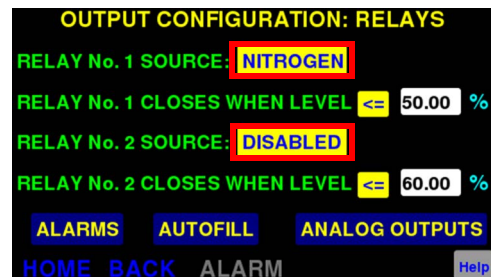 OUTPUT CONFIGURATION: RELAYS
RELAY No. 1 SOURCE: NITROGEN
RELAY No. 1 CLOSES WHEN LEVEL <= 50.00 %
RELAY No. 2 SOURCE: DISABLED
RELAY No. 2 CLOSES WHEN LEVEL <= 60.00 %
ALARMS AUTOFILL ANALOG OUTPUTS
HOME BACK ALARM Help